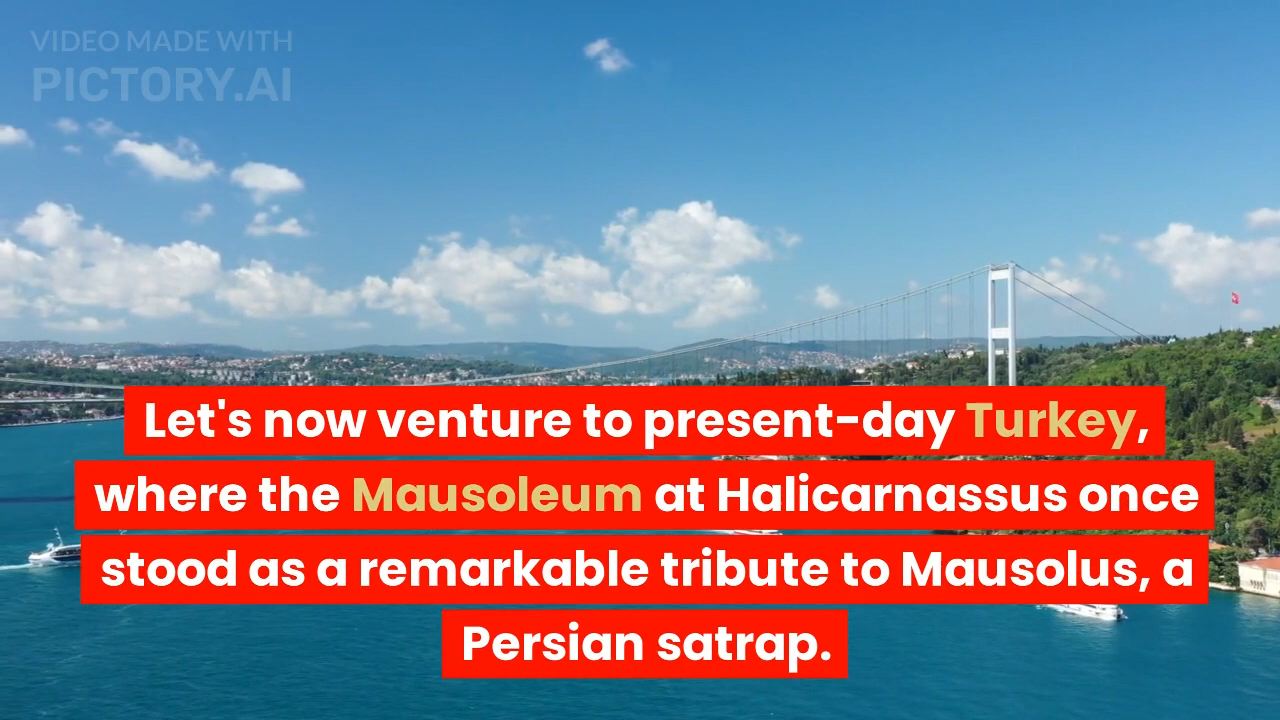 VIDEO MADE WITH
PICTORY.AI
Let's now venture to present-day Turkey,
where the Mausoleum at Halicarnassus once
stood as a remarkable tribute to Mausolus, a
Persian satrap.